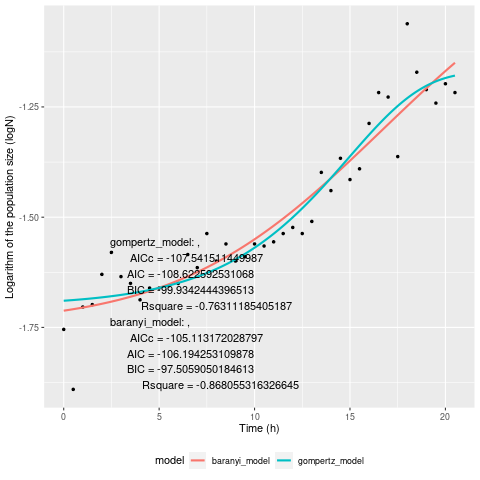 -1.25
-1.50
-1.75
Logarithm of the population size (logN)
gompertz_model: ,
AICc = -107.541511449987
AIC = -108.622592531068
BIC = -99.9342444396513
Rsquare = -0.76311185405187
baranyi_model: ,
AICc = -105.113172028797
AIC = -106.194253109878
BIC = -97.5059050184613
Rsquare = -0.868055316326645
0 5 10 15 20
Time (h)
model baranyi_model gompertz_model